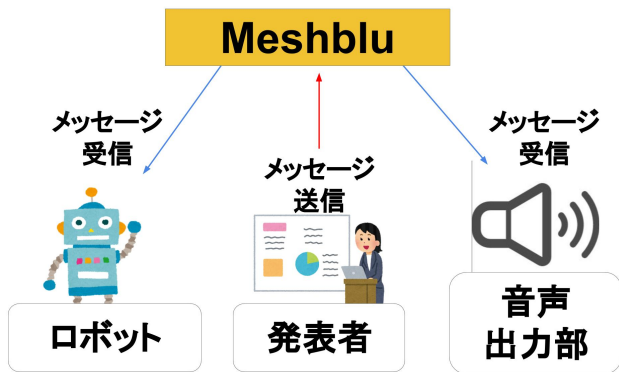 Meshblu
メッセージ
受信
メッセージ
送信
メッセージ
受信
ロボット
発表者
音声
出力部